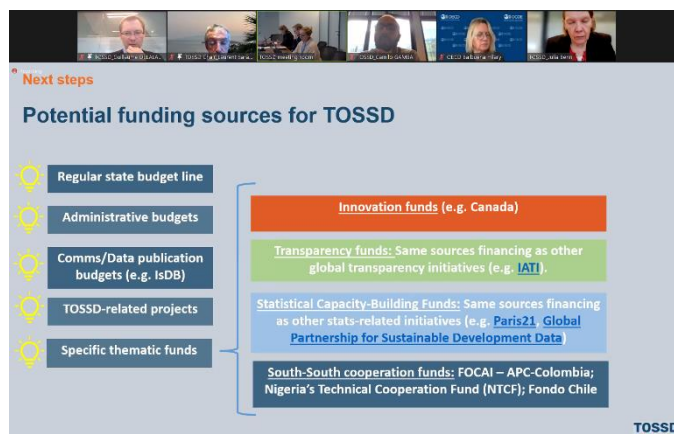 TOSSD meeting room
Next steps
Potential funding sources for TOSSD
Regular state budget line
Administrative budgets
Comms/Data publication
budgets (e.g. IsDB)
TOSSD-related projects
Specific thematic funds
Innovation funds (e.g. Canada)
Transparency funds: Same sources financing as other
global transparency initiatives (e.g. IATI).
Statistical Capacity-Building Funds: Same sources financing
as other stats-related initiatives (e.g. Paris21, Global
Partnership for Sustainable Development Data)
South-South cooperation funds: FOCAI – APC-Colombia;
Nigeria's Technical Cooperation Fund (NTCF); Fondo Chile
TOSSD